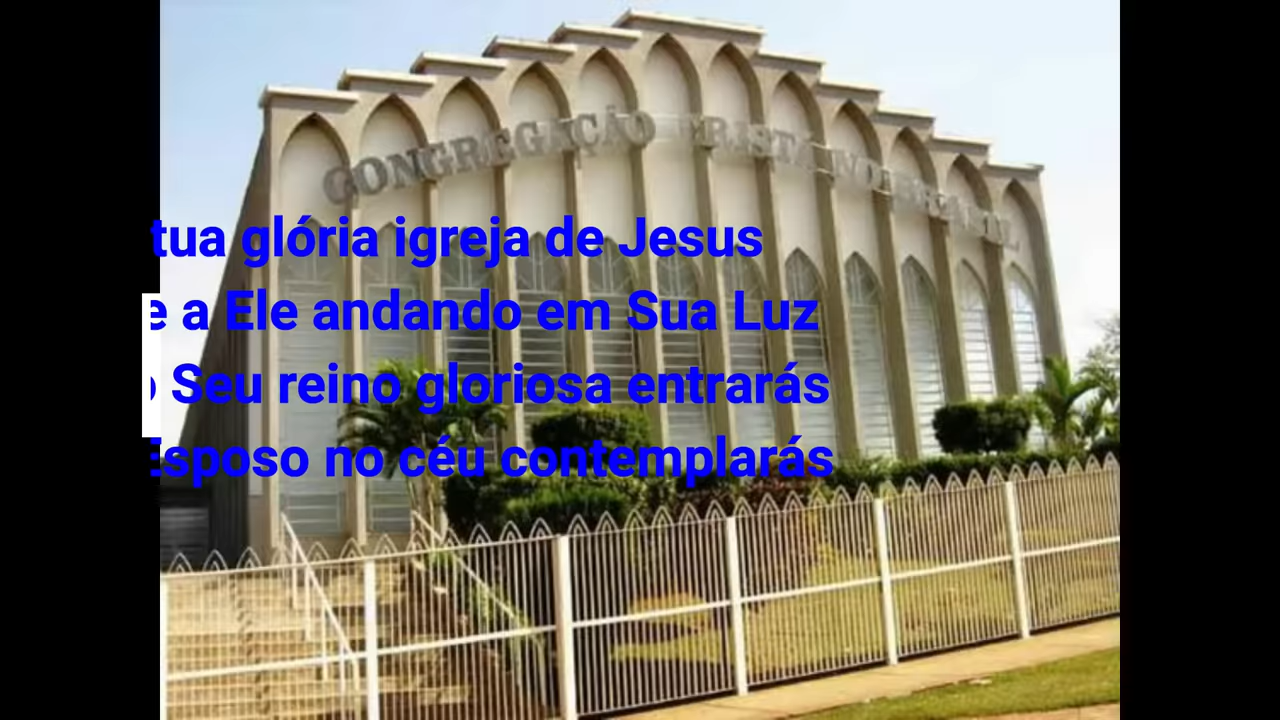 CONGREGAÇÃO CRISTÃ NO BRASIL
tua glória igreja de Jesus
e a Ele andando em Sua Luz
Seu reino gloriosa entrarás
Esposo no céu contemplarás